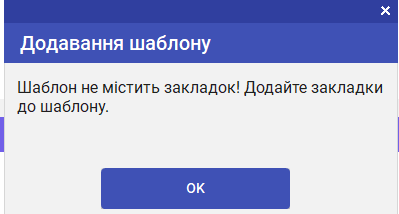 Додавання шаблону
Шаблон не містить закладок! Додайте закладки
до шаблону.
ОК